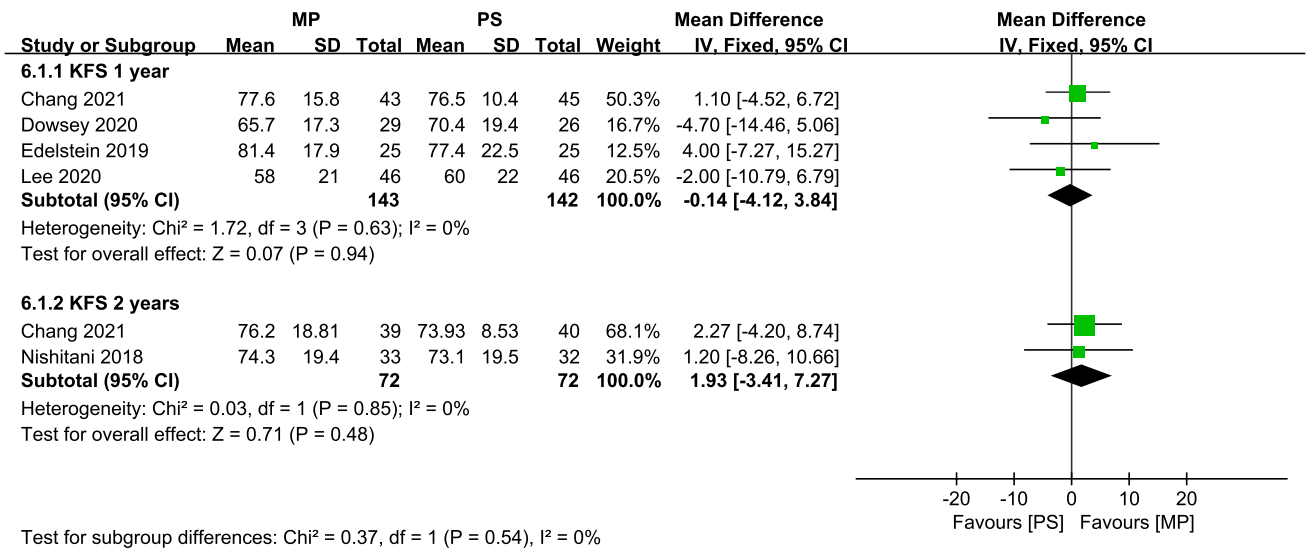 MP PS Mean Difference Mean Difference
Study or Subgroup Mean SD Total Mean SD Total Weight IV, Fixed, 95% CI IV, Fixed, 95% CI
6.1.1 KFS 1 year
Chang 2021 77.6 15.8 43 76.5 10.4 45 50.3% 1.10 [-4.52, 6.72]
Dowsey 2020 65.7 17.3 29 70.4 19.4 26 16.7% -4.70 [-14.46, 5.06]
Edelstein 2019 81.4 17.9 25 77.4 22.5 25 12.5% 4.00 [-7.27, 15.27]
Lee 2020 58 21 46 60 22 46 20.5% -2.00 [-10.79, 6.79]
Subtotal (95% CI) 143 142 100.0% -0.14 [-4.12, 3.84]
Heterogeneity: Chi² = 1.72, df = 3 (P = 0.63); I² = 0%
Test for overall effect: Z = 0.07 (P = 0.94)
6.1.2 KFS 2 years
Chang 2021 76.2 18.81 39 73.93 8.53 40 68.1% 2.27 [-4.20, 8.74]
Nishitani 2018 74.3 19.4 33 73.1 19.5 32 31.9% 1.20 [-8.26, 10.66]
Subtotal (95% CI) 72 72 100.0% 1.93 [-3.41, 7.27]
Heterogeneity: Chi² = 0.03, df = 1 (P = 0.85); I² = 0%
Test for overall effect: Z = 0.71 (P = 0.48)
-20 -10 0 10 20
Favours [PS] Favours [MP]
Test for subgroup differences: Chi² = 0.37, df = 1 (P = 0.54), I² = 0%